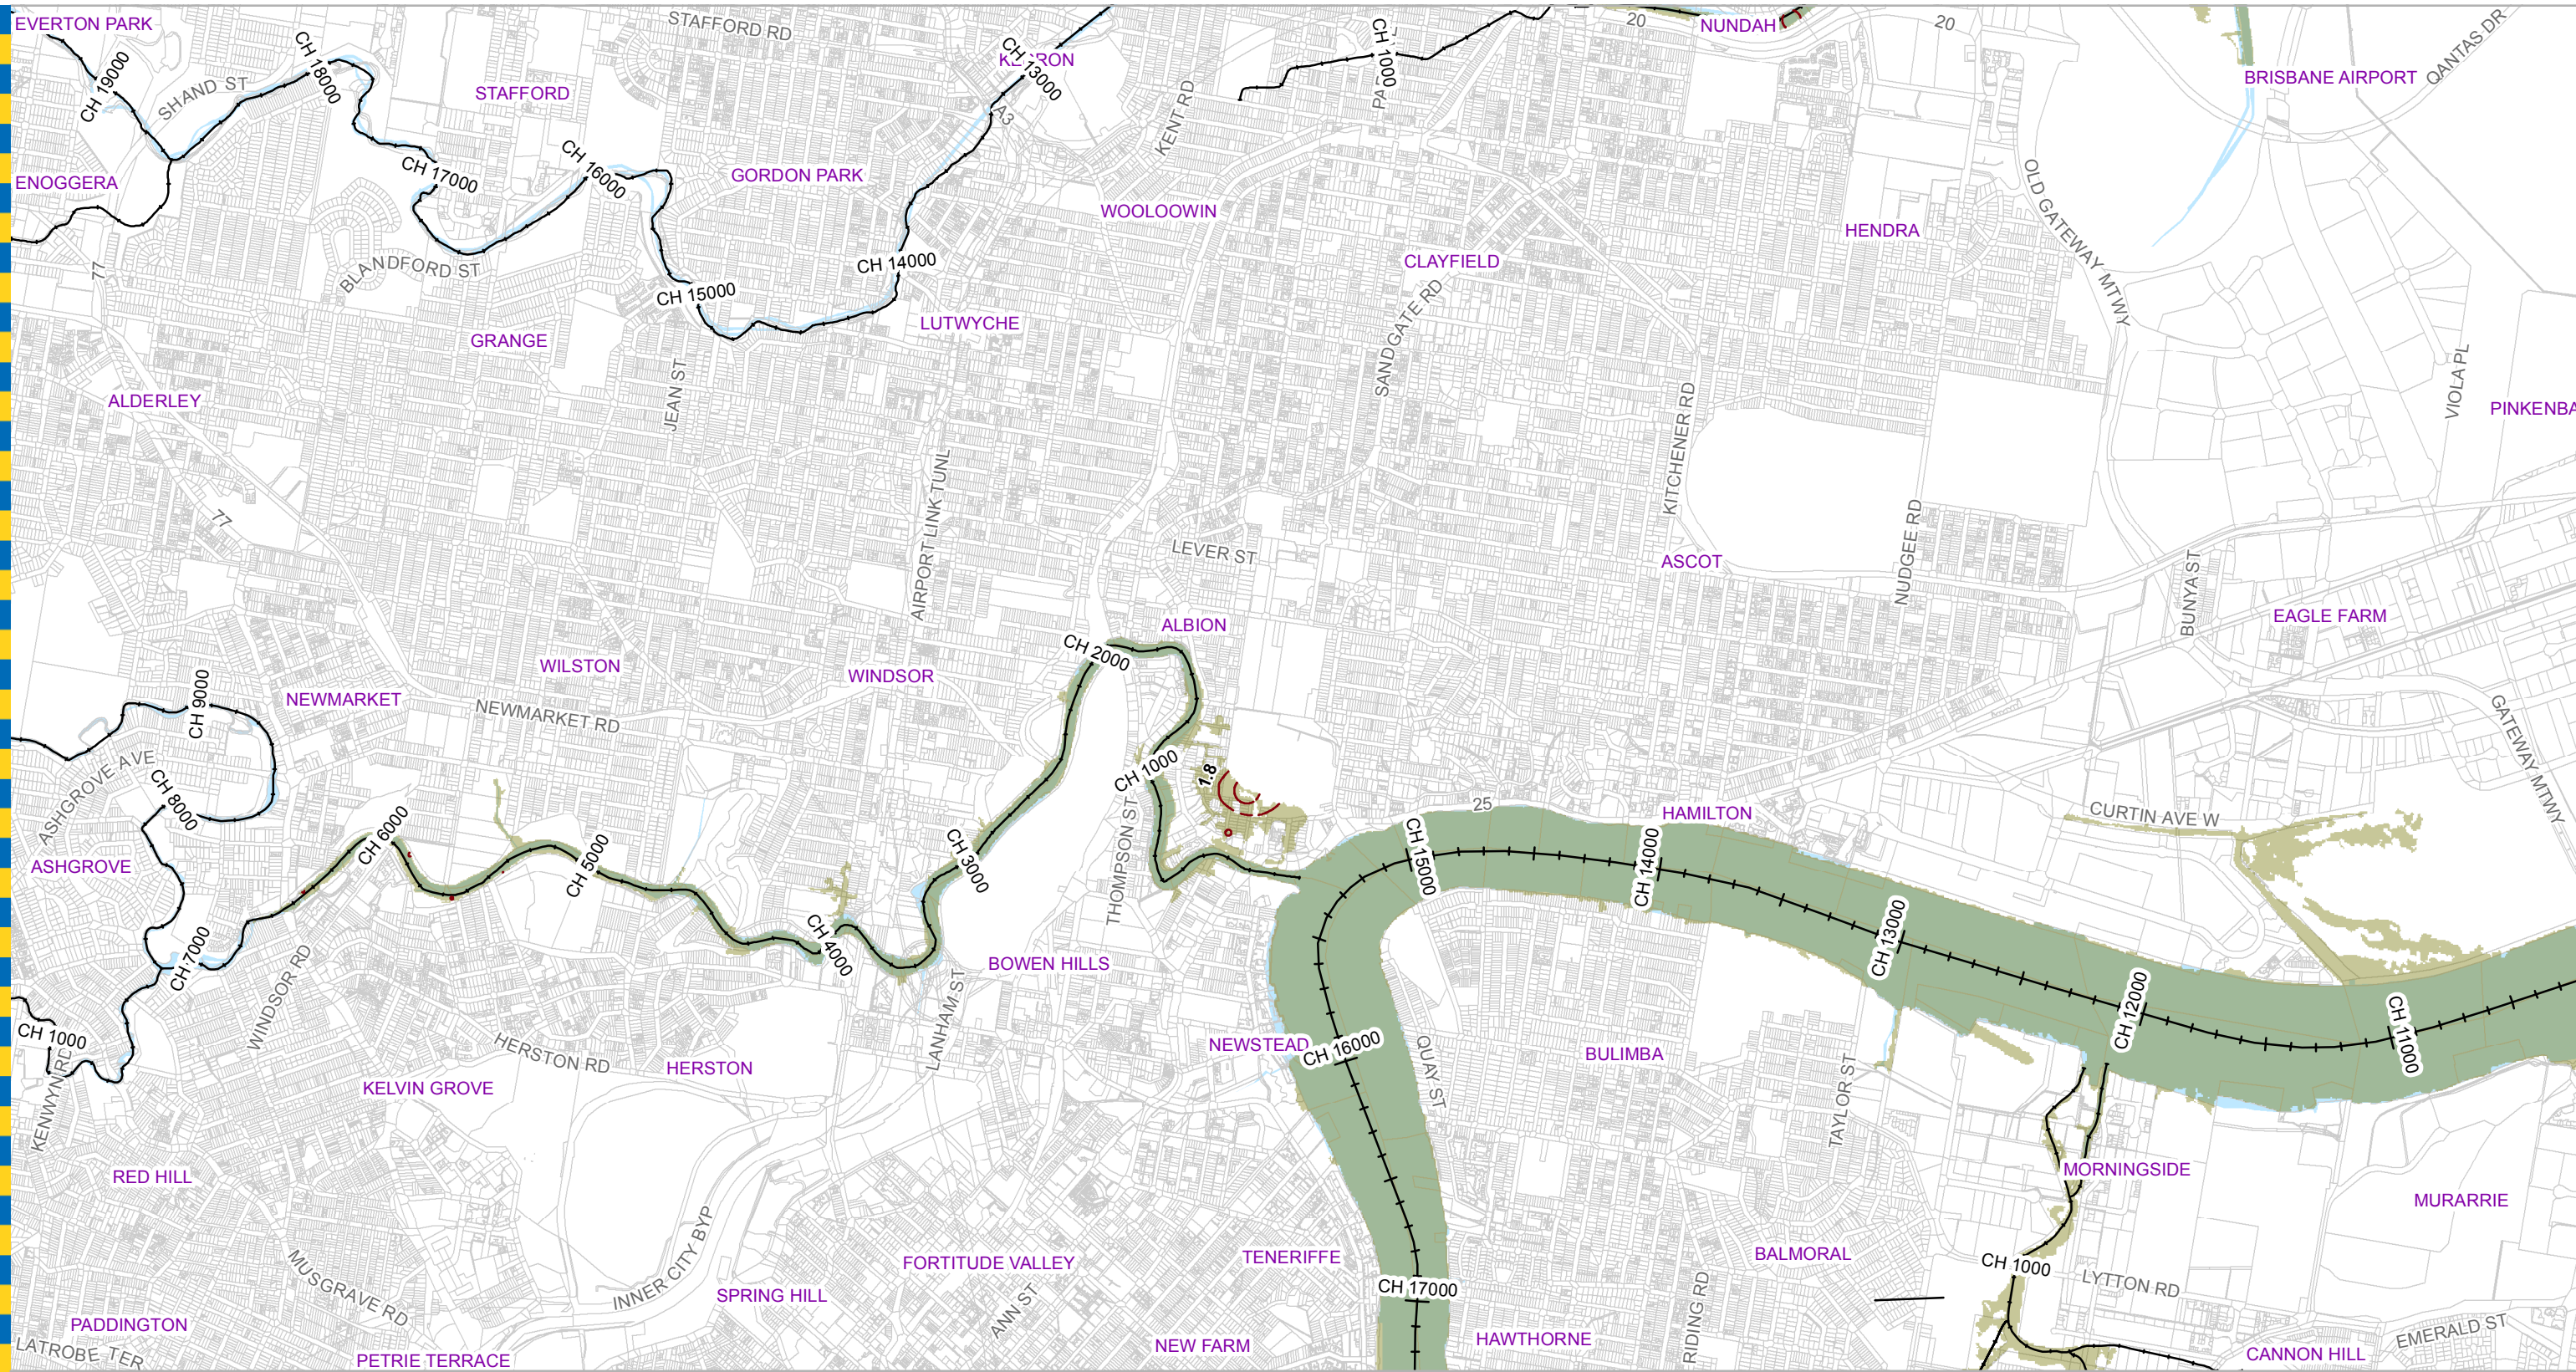 EVERTON PARK
STAFFORD RD
CH 1000
20
NUNDAH
20
QANTAS DR
CH 19000
SHAND ST
CH 18000
STAFFORD
CH 13000
BRISBANE AIRPORT
A3
KENT RD
ENOGGERA
CH 17000
CH 16000
GORDON PARK
WOOLOOWIN
HENDRA
OLD GATEWAY MTWY
77
BLANDFORD ST
CH 15000
CH 14000
CLAYFIELD
LUTWYCHE
SANDGATE RD
GRANGE
JEAN ST
VIOLA PL
ALDERLEY
KITCHENER RD
77
AIRPORT LINK TUNL
LEVER ST
ASCOT
NUDGEE RD
BUNYA ST
EAGLE FARM
ALBION
CH 2000
WILSTON
WINDSOR
CH 9000
NEWMARKET
NEWMARKET RD
GATEWAY MTWY
ASHGROVE AVE
CH 8000
CH 1000
1.8
THOMPSON ST
25
HAMILTON
CURTIN AVE W
CH 6000
CH 5000
CH 3000
CH 15000
CH 14000
ASHGROVE
CH 7000
CH 4000
BOWEN HILLS
CH 13000
CH 12000
CH 11000
WINDSOR RD
LANHAM ST
CH 1000
KENWYN RD
HERSTON RD
HERSTON
NEWSTEAD
CH 16000
QUAY ST
BULIMBA
TAYLOR ST
KELVIN GROVE
RED HILL
MORNINGSIDE
MURARRIE
INNER CITY BYP
FORTITUDE VALLEY
TENERIFFE
BALMORAL
CH 1000
LYTTON RD
MUSGRAVE RD
SPRING HILL
ANN ST
CH 17000
RIDING RD
PADDINGTON
LATROBE TER
PETRIE TERRACE
NEW FARM
HAWTHORNE
EMERALD ST
CANNON HILL